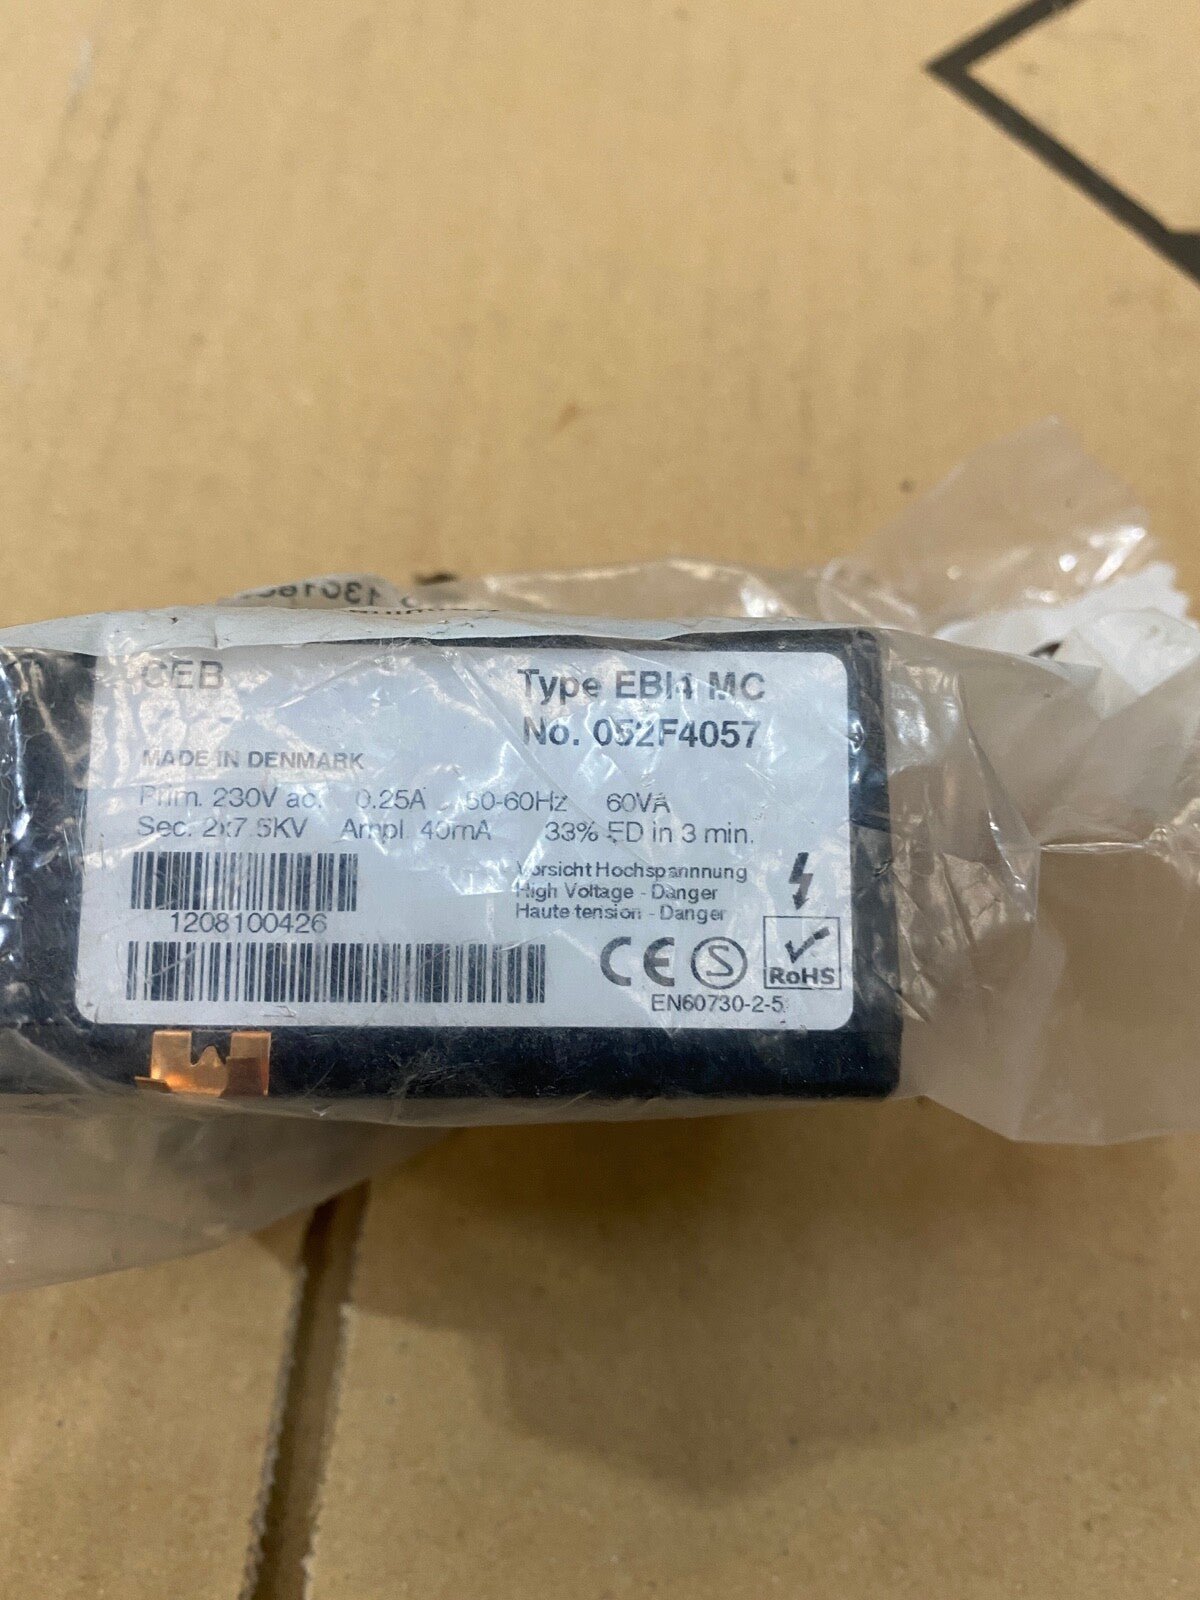 CEB
Type EBI4 MC
No. 052F4057
MADE IN DENMARK
Prim. 230V ac. 0.25A 50-60Hz 60VA
Sec. 2x7.5KV Ampl. 40mA 33% ED in 3 min.
Vorsicht Hochspannnung
High Voltage - Danger
Haute tension - Danger
1208100426
CE S RoHS
EN60730-2-5